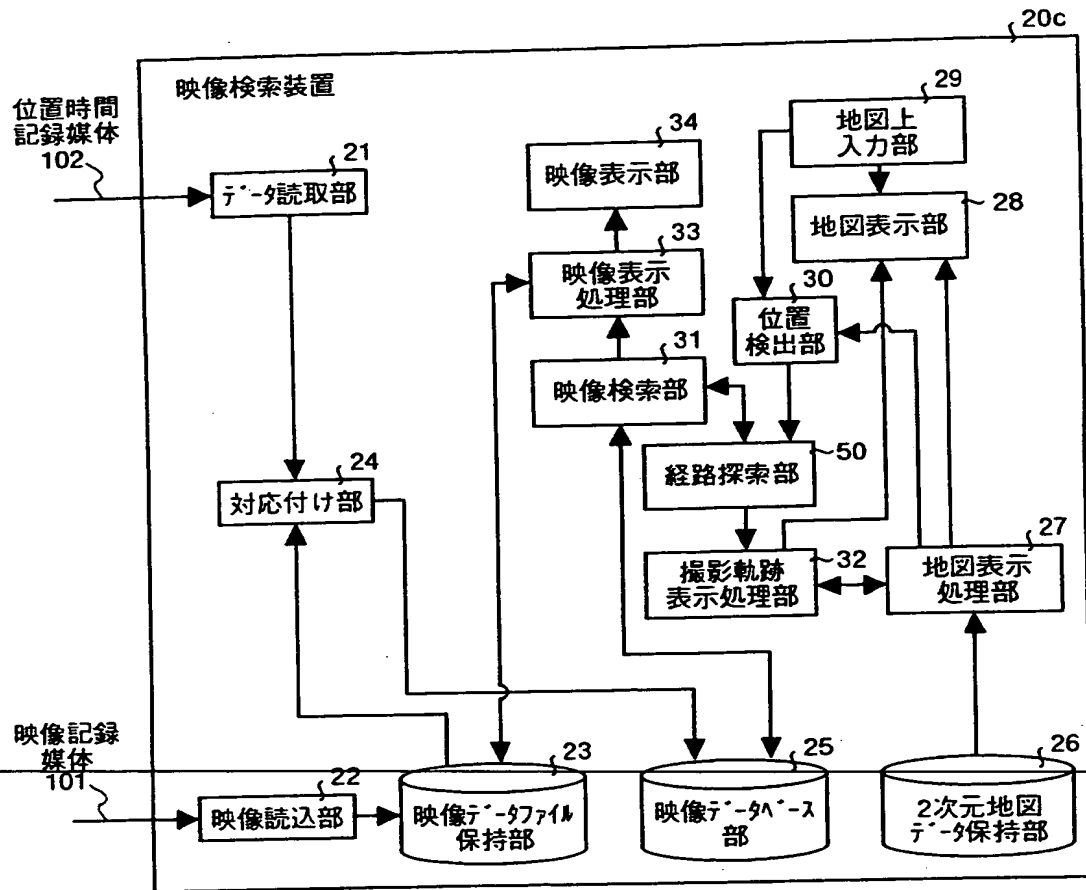 20c
映像検索装置
位置時間
記録媒体
102
21
データ読取部
34
映像表示部
29
地図上
入力部
28
地図表示部
33
映像表示
処理部
30
位置
検出部
31
映像検索部
50
経路探索部
24
対応付け部
32
撮影軌跡
表示処理部
27
地図表示
処理部
映像記録
媒体
101
22
映像読込部
23
映像データファイル
保持部
25
映像データベース
部
26
2次元地図
データ保持部